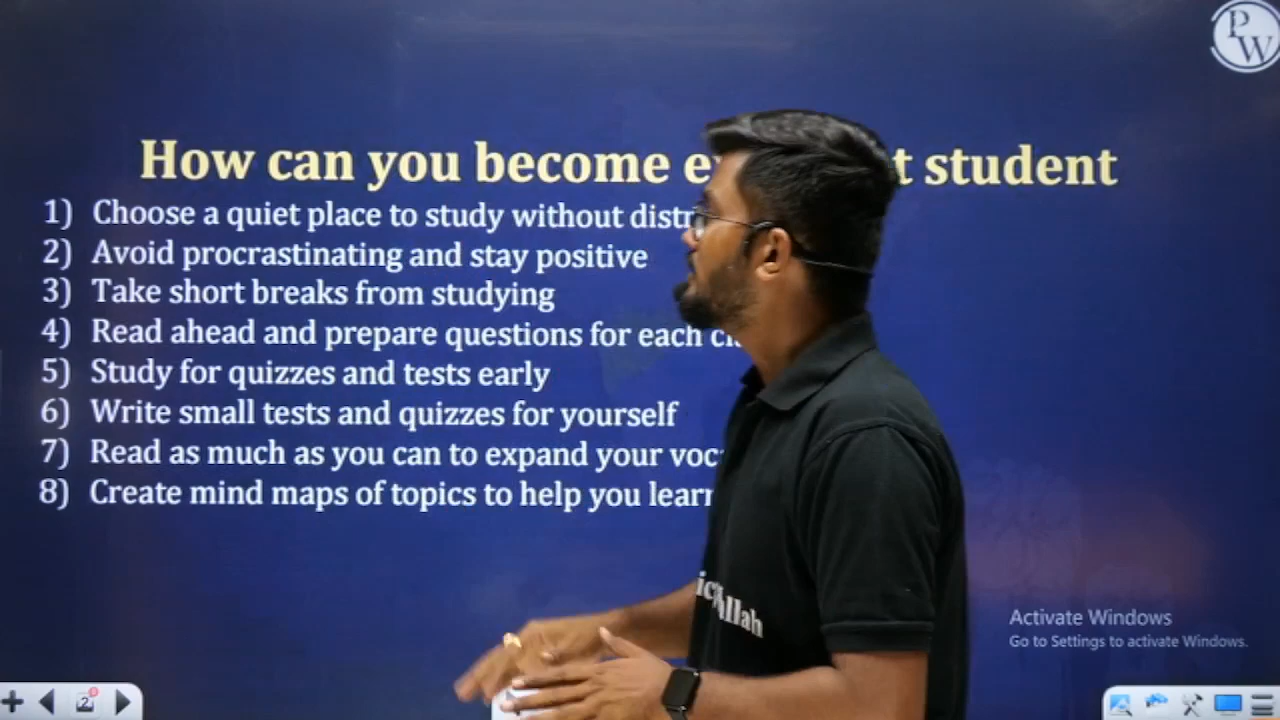 PW
How can you become t student
1) Choose a quiet place to study without
2) Avoid procrastinating and stay positive
3) Take short breaks from studying
4) Read ahead and prepare questions for each
5) Study for quizzes and tests early
6) Write small tests and quizzes for yourself
7) Read as much as you can to expand your
8) Create mind maps of topics to help you learn
Activate Windows
Go to Settings to activate Windows.
2